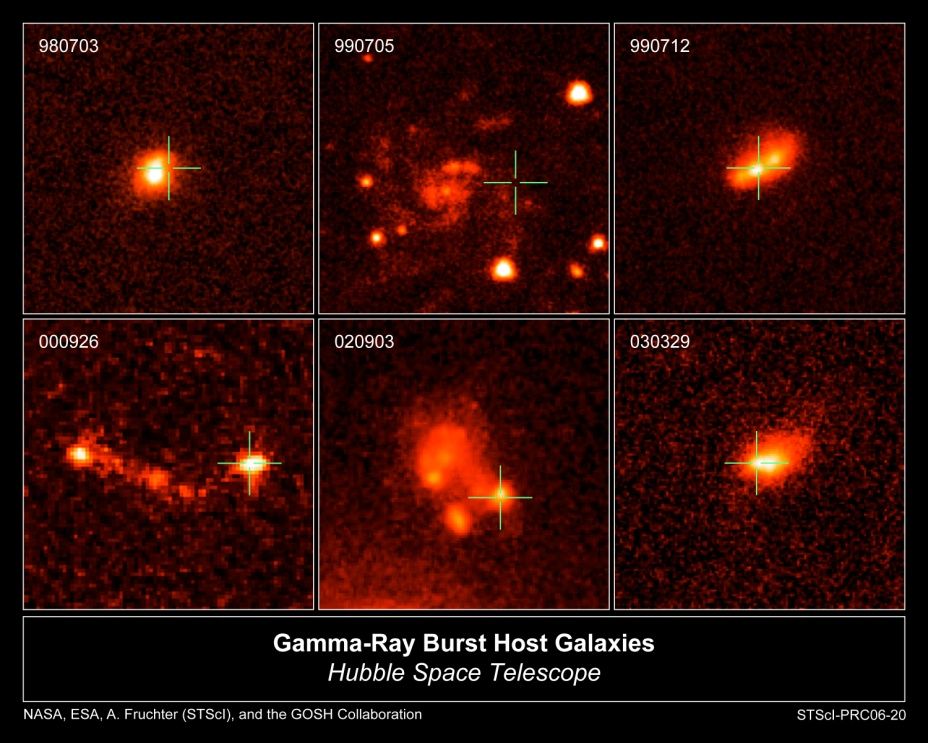 980703
990705
990712
000926
020903
030329
Gamma-Ray Burst Host Galaxies
Hubble Space Telescope
NASA, ESA, A. Fruchter (STScI), and the GOSH Collaboration
STScI-PRC06-20